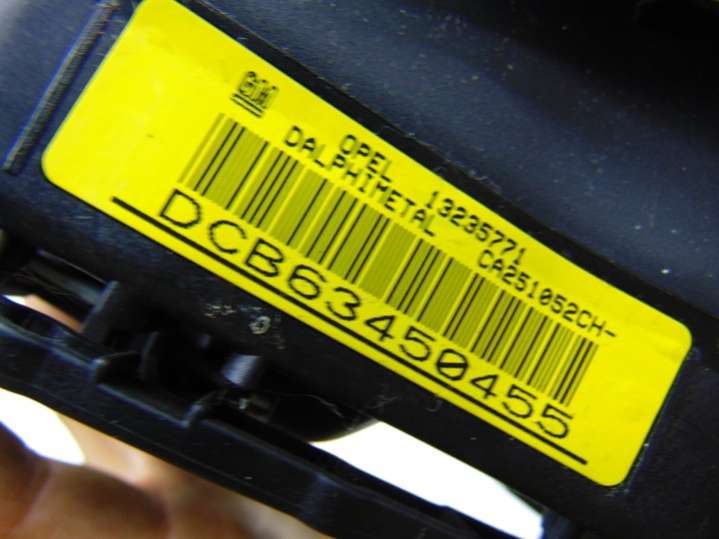 GM
OPEL 13235771
DALPHIMETAL CA251052CH-
DCB63450455